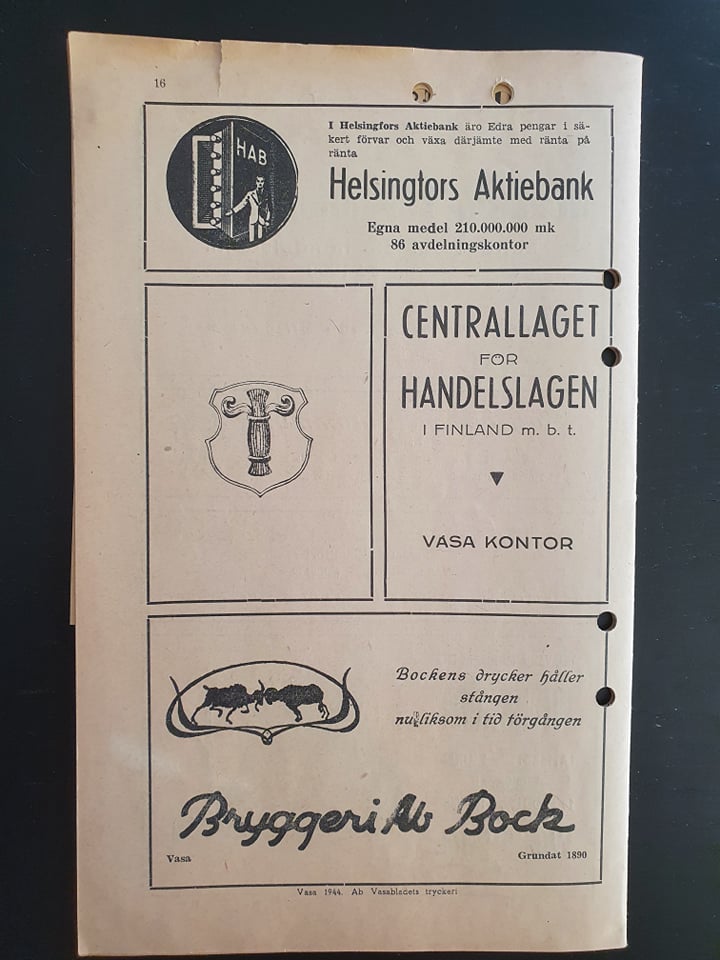 16
HAB
I Helsingfors Aktiebank äro Edra pengar i sä-
kert förvar och växa därjämte med ränta på
ränta
Helsingfors Aktiebank
Egna medel 210.000.000 mk
86 avdelningskontor
CENTRALLAGET
FÖR
HANDELSLAGEN
I FINLAND m. b. t.
VASA KONTOR
Bockens drycker håller
stången
nu liksom i tid förgången
Bryggeri Ab Bock
Vasa
Grundat 1890
Vasa 1944. Ab Vasabladets tryckeri